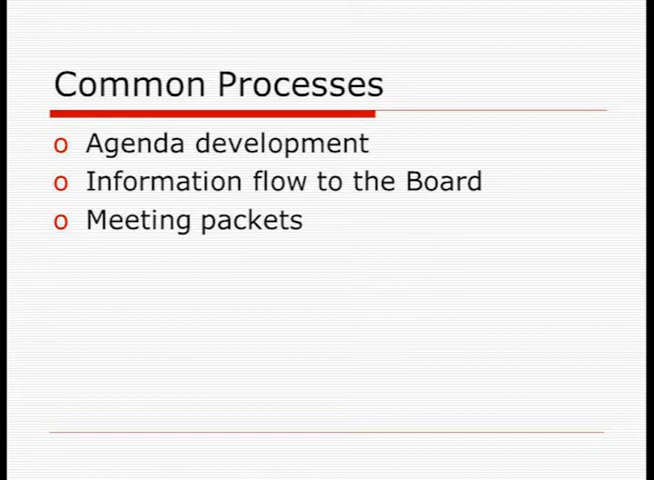 Common Processes
o Agenda development
o Information flow to the Board
o Meeting packets